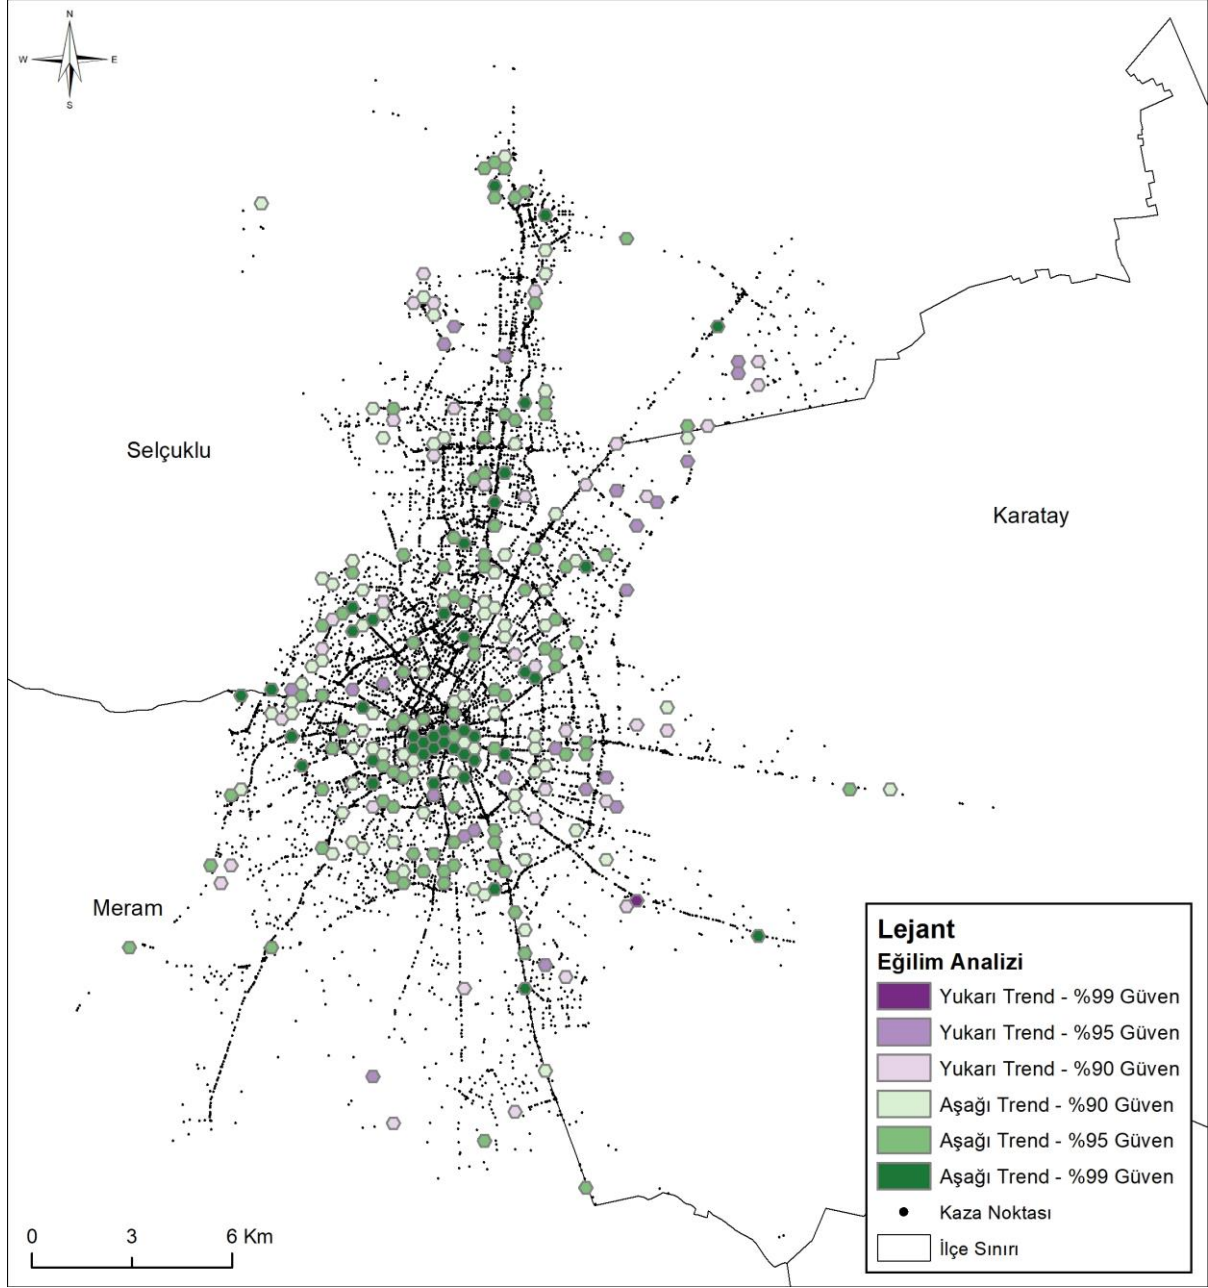 N
W E
S
Selçuklu
Karatay
Meram
Lejant
Eğilim Analizi
Yukarı Trend - %99 Güven
Yukarı Trend - %95 Güven
Yukarı Trend - %90 Güven
Aşağı Trend - %90 Güven
Aşağı Trend - %95 Güven
Aşağı Trend - %99 Güven
Kaza Noktası
İlçe Sınırı
0 3 6 Km